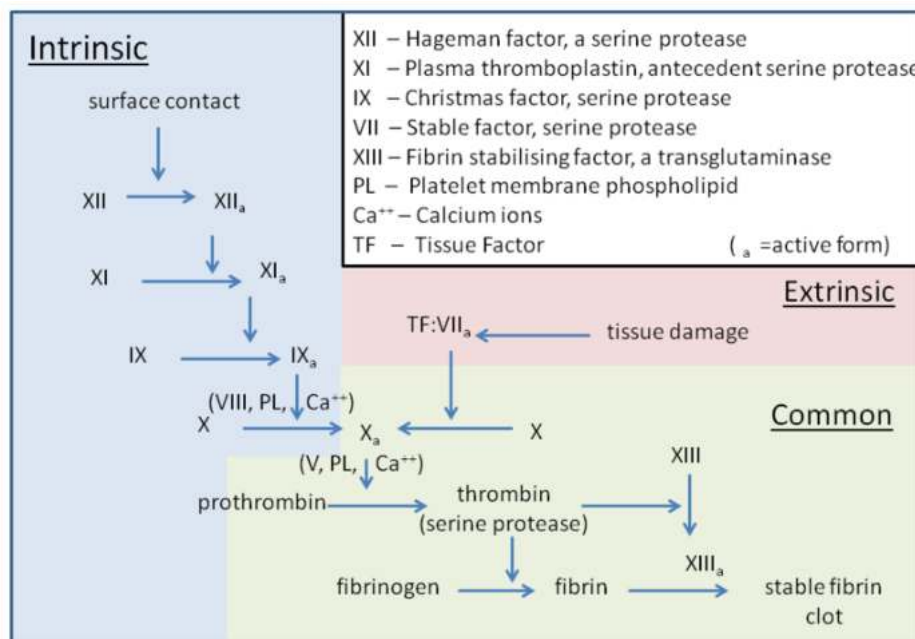 Intrinsic
XII – Hageman factor, a serine protease
XI – Plasma thromboplastin, antecedent serine protease
IX – Christmas factor, serine protease
VII – Stable factor, serine protease
XIII – Fibrin stabilising factor, a transglutaminase
PL – Platelet membrane phospholipid
Ca⁺⁺ – Calcium ions
TF – Tissue Factor ( ₐ =active form)
surface contact
XII XIIₐ
XI XIₐ
Extrinsic
TF:VIIₐ tissue damage
IX IXₐ
Common
(VIII, PL, Ca⁺⁺)
X Xₐ X
(V, PL, Ca⁺⁺)
XIII
prothrombin thrombin
(serine protease)
XIIIₐ
fibrinogen fibrin stable fibrin
clot